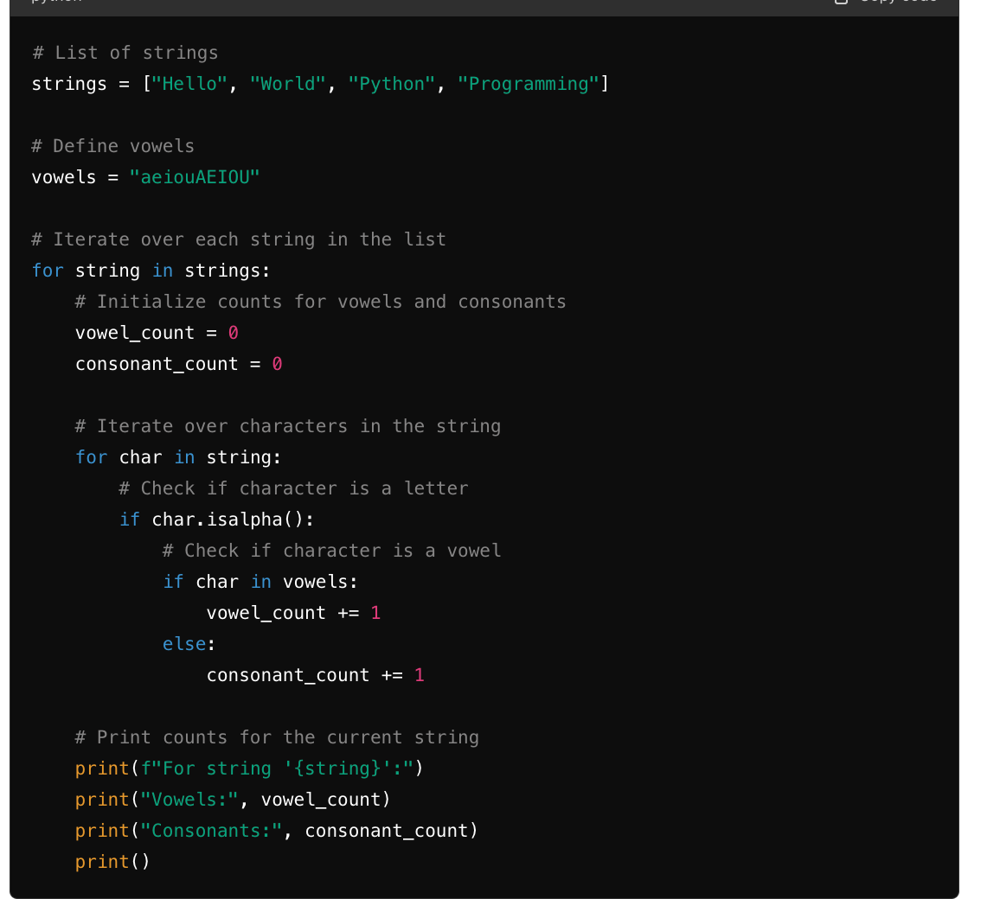 python Copy code
# List of strings
strings = ["Hello", "World", "Python", "Programming"]
# Define vowels
vowels = "aeiouAEIOU"
# Iterate over each string in the list
for string in strings:
    # Initialize counts for vowels and consonants
    vowel_count = 0
    consonant_count = 0
    # Iterate over characters in the string
    for char in string:
        # Check if character is a letter
        if char.isalpha():
            # Check if character is a vowel
            if char in vowels:
                vowel_count += 1
            else:
                consonant_count += 1
    # Print counts for the current string
    print(f"For string '{string}':")
    print("Vowels:", vowel_count)
    print("Consonants:", consonant_count)
    print()